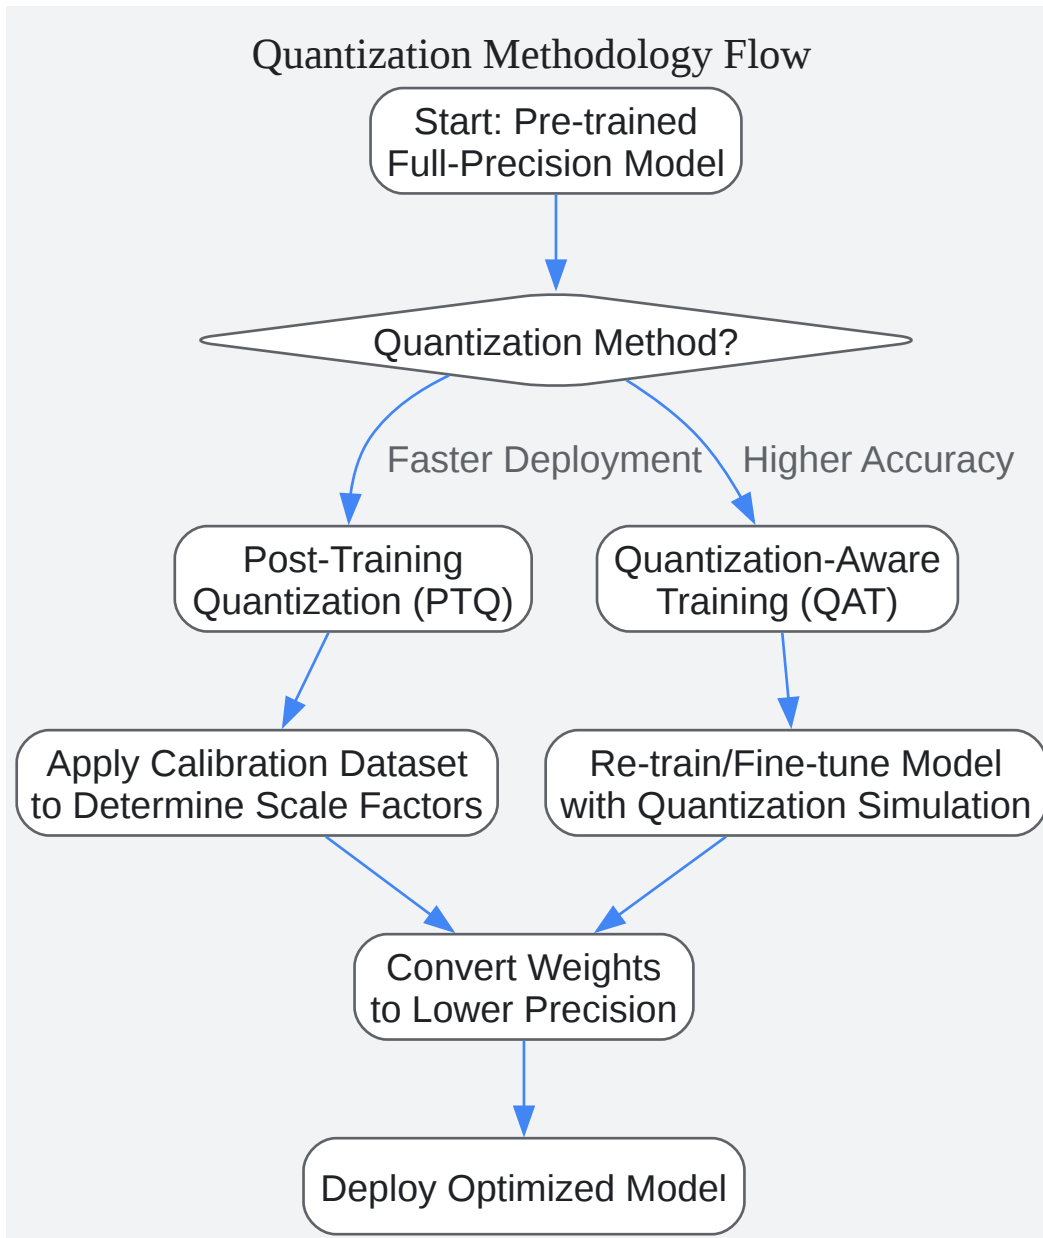 Quantization Methodology Flow
Start: Pre-trained
Full-Precision Model
Quantization Method?
Faster Deployment
Higher Accuracy
Post-Training
Quantization (PTQ)
Quantization-Aware
Training (QAT)
Apply Calibration Dataset
to Determine Scale Factors
Re-train/Fine-tune Model
with Quantization Simulation
Convert Weights
to Lower Precision
Deploy Optimized Model